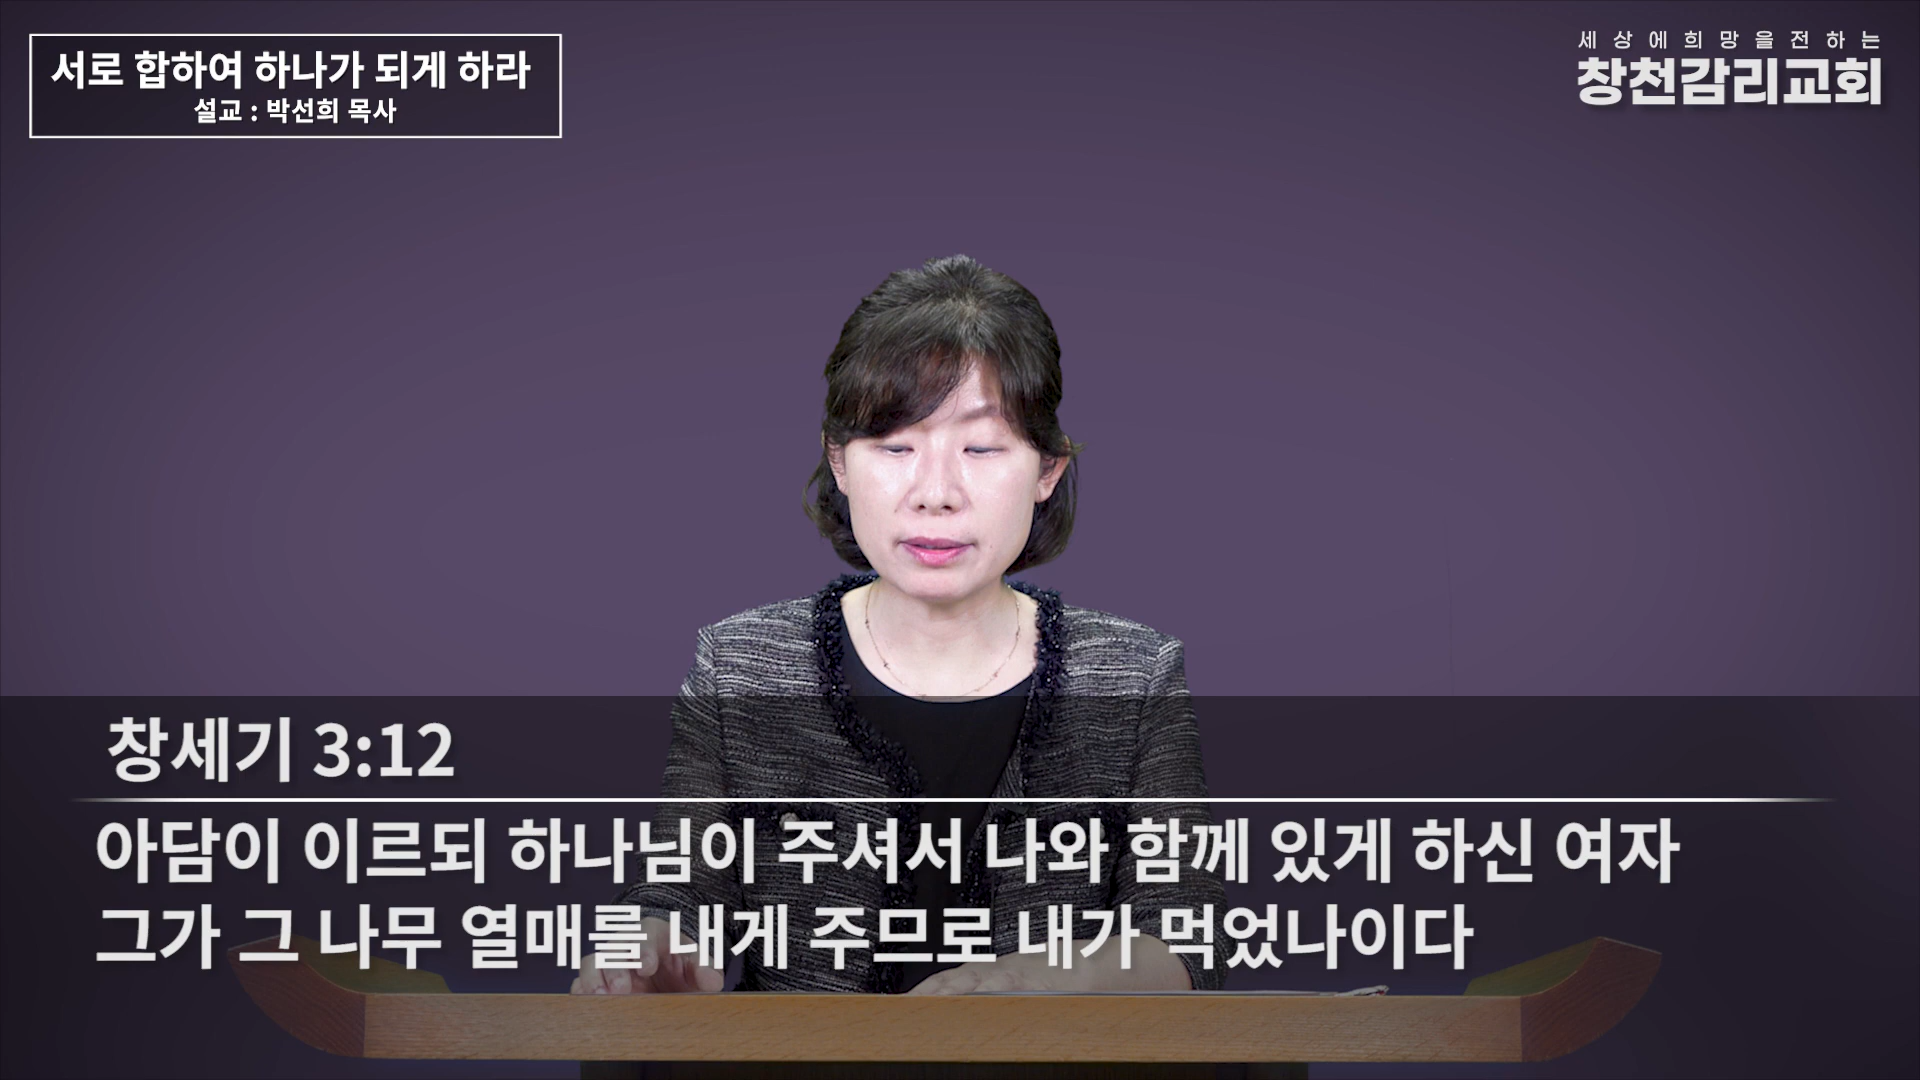 서로 합하여 하나가 되게 하라
설교 : 박선희 목사
세상에희망을전하는
창천감리교회
창세기 3:12
아담이 이르되 하나님이 주셔서 나와 함께 있게 하신 여자
그가 그 나무 열매를 내게 주므로 내가 먹었나이다